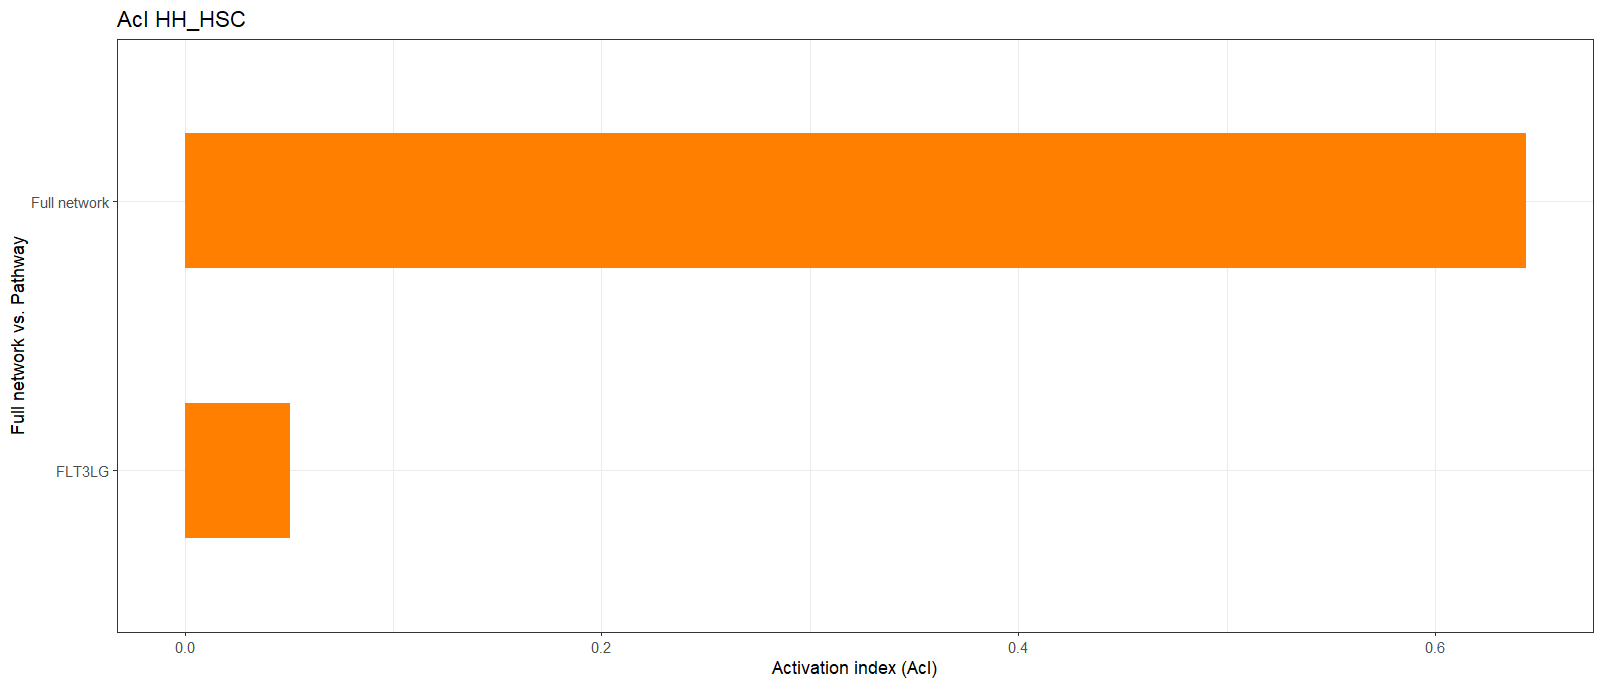 AcI HH_HSC
Full network vs. Pathway
Full network
FLT3LG
0.0
0.2
0.4
0.6
Activation index (AcI)